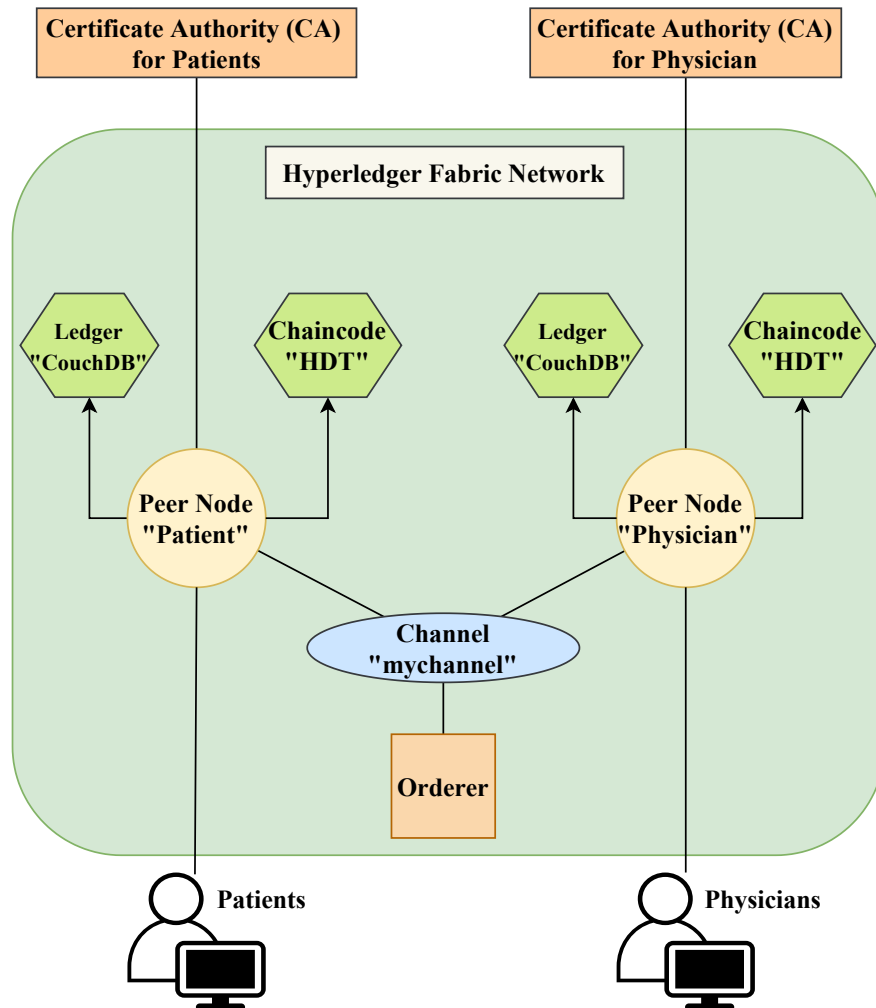 Certificate Authority (CA)
for Patients
Certificate Authority (CA)
for Physician
Hyperledger Fabric Network
Ledger
"CouchDB"
Chaincode
"HDT"
Ledger
"CouchDB"
Chaincode
"HDT"
Peer Node
"Patient"
Peer Node
"Physician"
Channel
"mychannel"
Orderer
Patients
Physicians